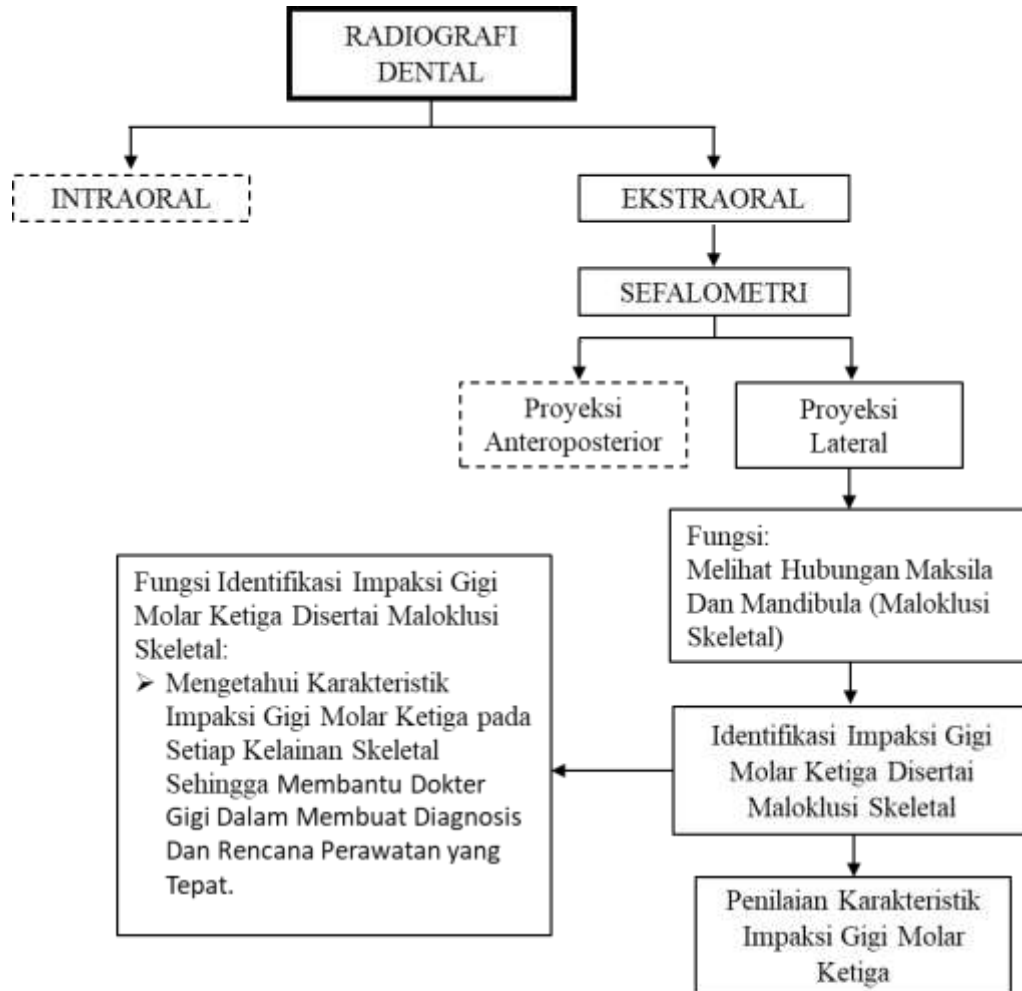 RADIOGRAFI
DENTAL
INTRAORAL
EKSTRAORAL
SEFALOMETRI
Proyeksi
Anteroposterior
Proyeksi
Lateral
Fungsi:
Melihat Hubungan Maksila
Dan Mandibula (Maloklusi
Skeletal)
Fungsi Identifikasi Impaksi Gigi
Molar Ketiga Disertai Maloklusi
Skeletal:
➢ Mengetahui Karakteristik
Impaksi Gigi Molar Ketiga pada
Setiap Kelainan Skeletal
Sehingga Membantu Dokter
Gigi Dalam Membuat Diagnosis
Dan Rencana Perawatan yang
Tepat.
Identifikasi Impaksi Gigi
Molar Ketiga Disertai
Maloklusi Skeletal
Penilaian Karakteristik
Impaksi Gigi Molar
Ketiga